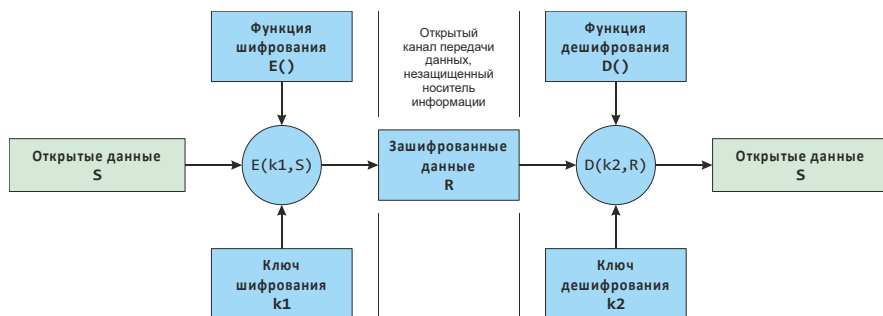 Функция
шифрования
E()
Открытый
канал передачи
данных,
незащищенный
носитель
информации
Функция
дешифрования
D()
Открытые данные
S
E(k1,S)
Зашифрованные
данные
R
D(k2,R)
Открытые данные
S
Ключ
шифрования
k1
Ключ
дешифрования
k2